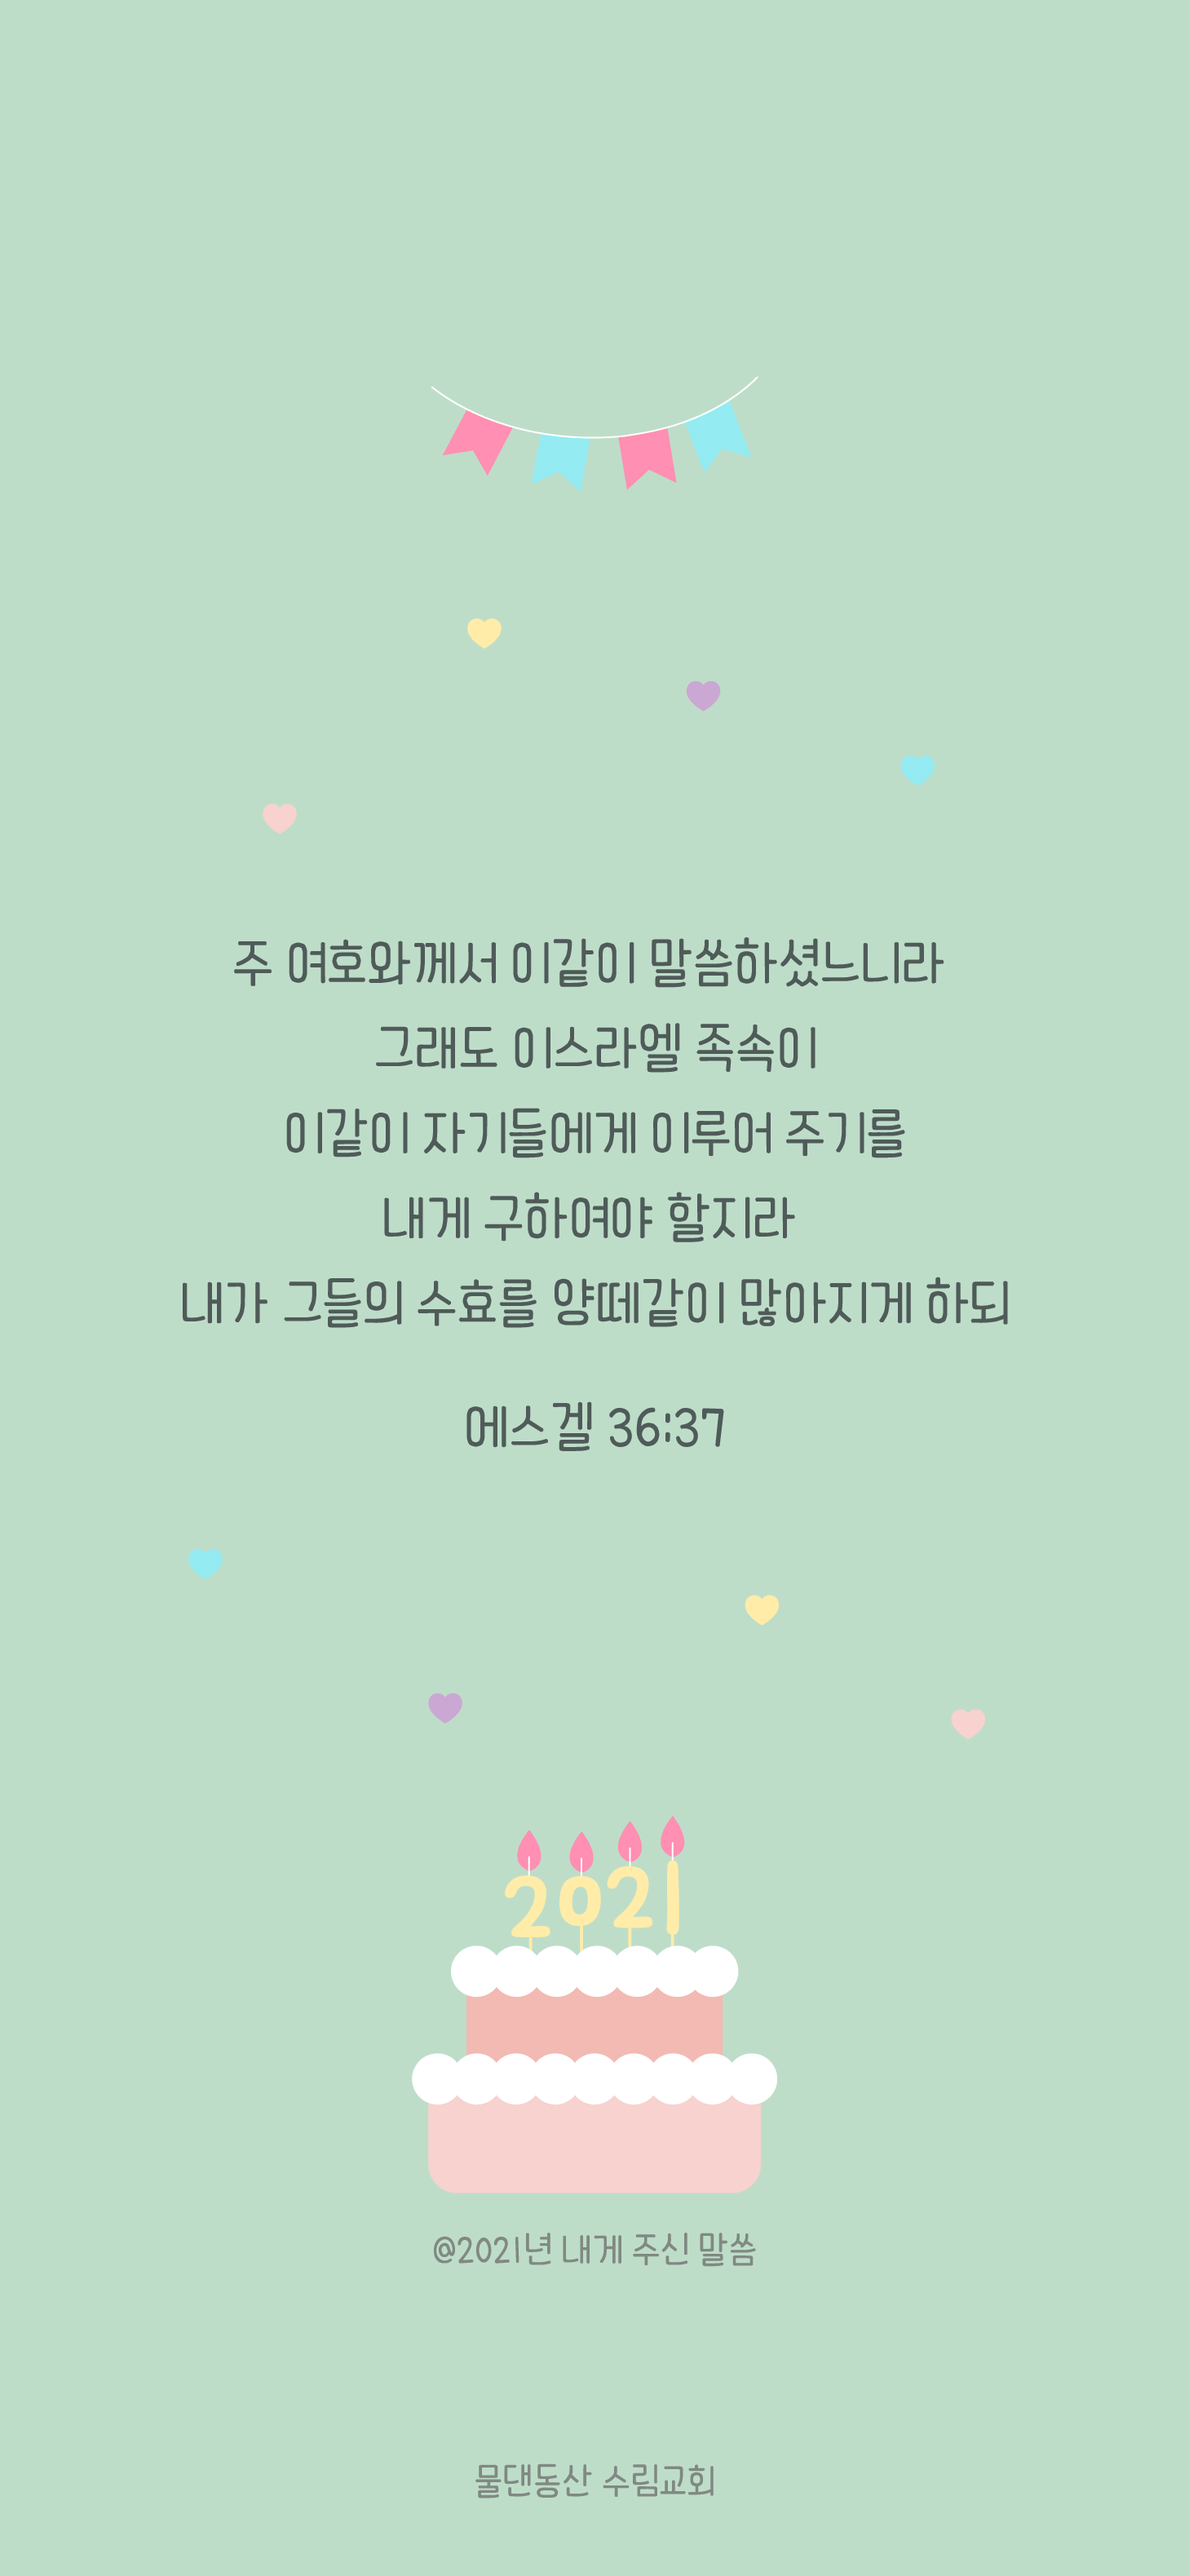 주 여호와께서 이같이 말씀하셨느니라
그래도 이스라엘 족속이
이같이 자기들에게 이루어 주기를
내게 구하여야 할지라
내가 그들의 수효를 양떼같이 많아지게 하되
에스겔 36:37
2021
@2021년 내게 주신 말씀
물댄동산 수림교회